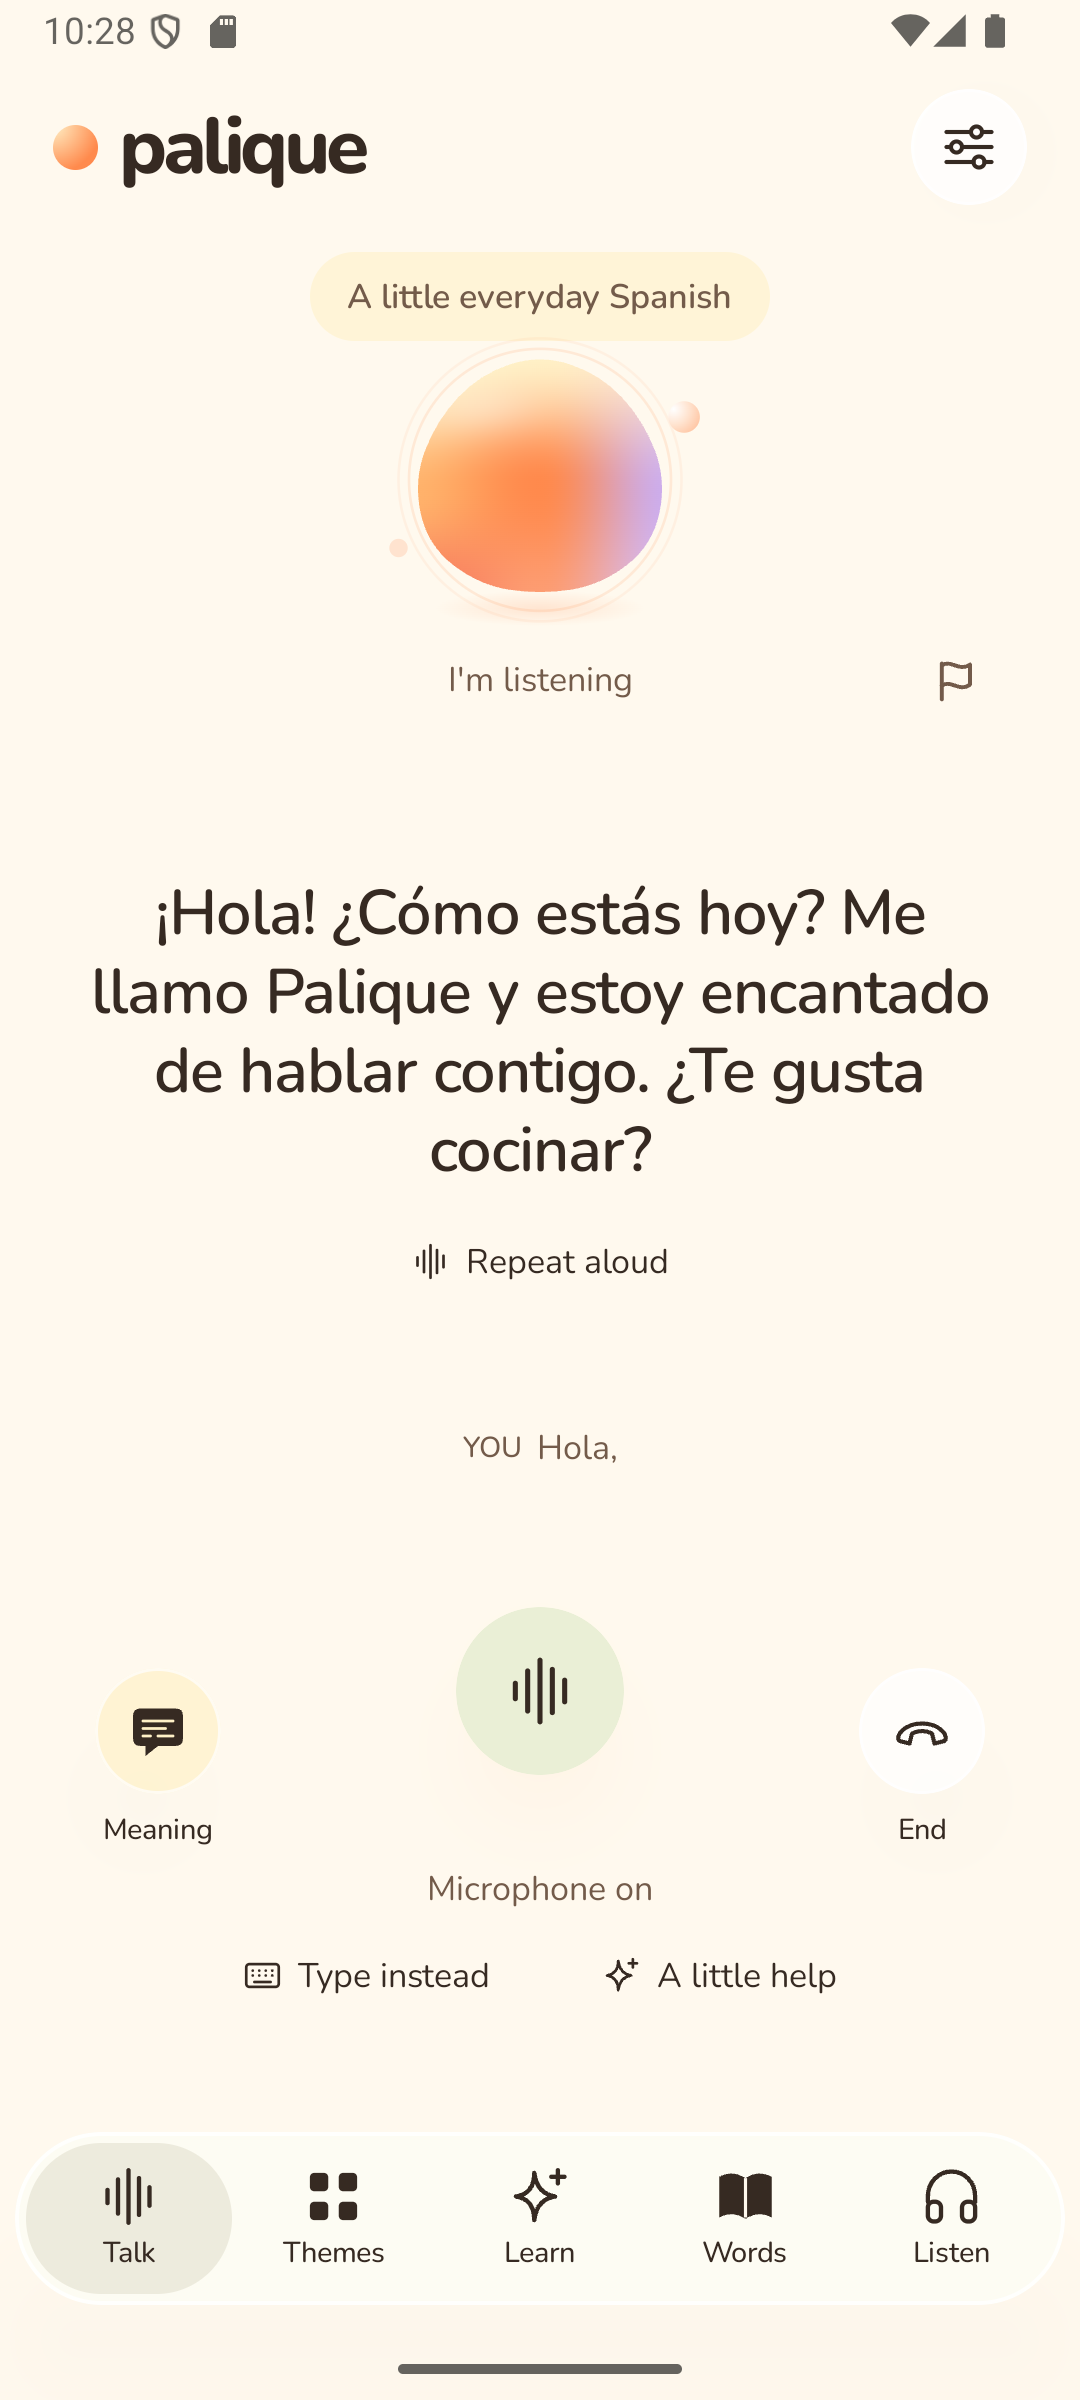 10:28
palique
A little everyday Spanish
I'm listening
¡Hola! ¿Cómo estás hoy? Me
llamo Palique y estoy encantado
de hablar contigo. ¿Te gusta
cocinar?
Repeat aloud
YOU Hola,
Meaning
End
Microphone on
Type instead
A little help
Talk
Themes
Learn
Words
Listen